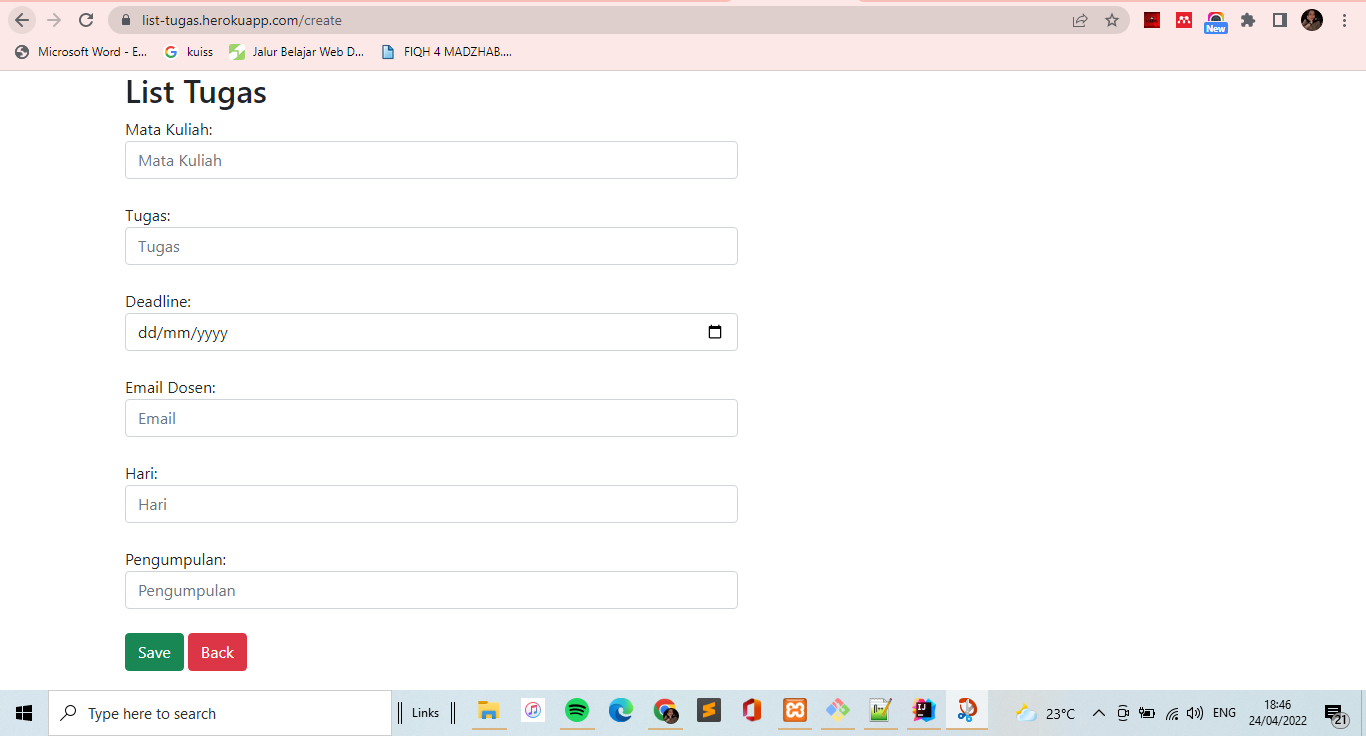 list-tugas.herokuapp.com/create
New
Microsoft Word - E...
kuiss
Jalur Belajar Web D...
FIQH 4 MADZHAB....
List Tugas
Mata Kuliah:
Mata Kuliah
Tugas:
Tugas
Deadline:
dd/mm/yyyy
Email Dosen:
Email
Hari:
Hari
Pengumpulan:
Pengumpulan
Save
Back
Type here to search
Links
23°C
ENG
18:46
24/04/2022
21